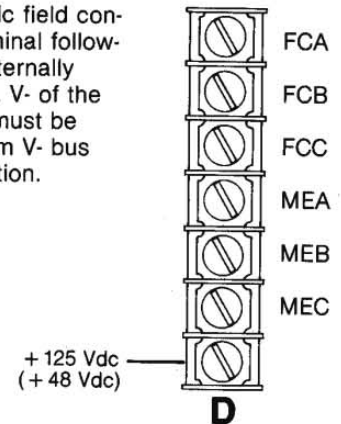 ic field con-
minal follow-
ternally
V- of the
must be
m V- bus
tion.
FCA
FCB
FCC
MEA
MEB
MEC
+ 125 Vdc
(+ 48 Vdc)
D